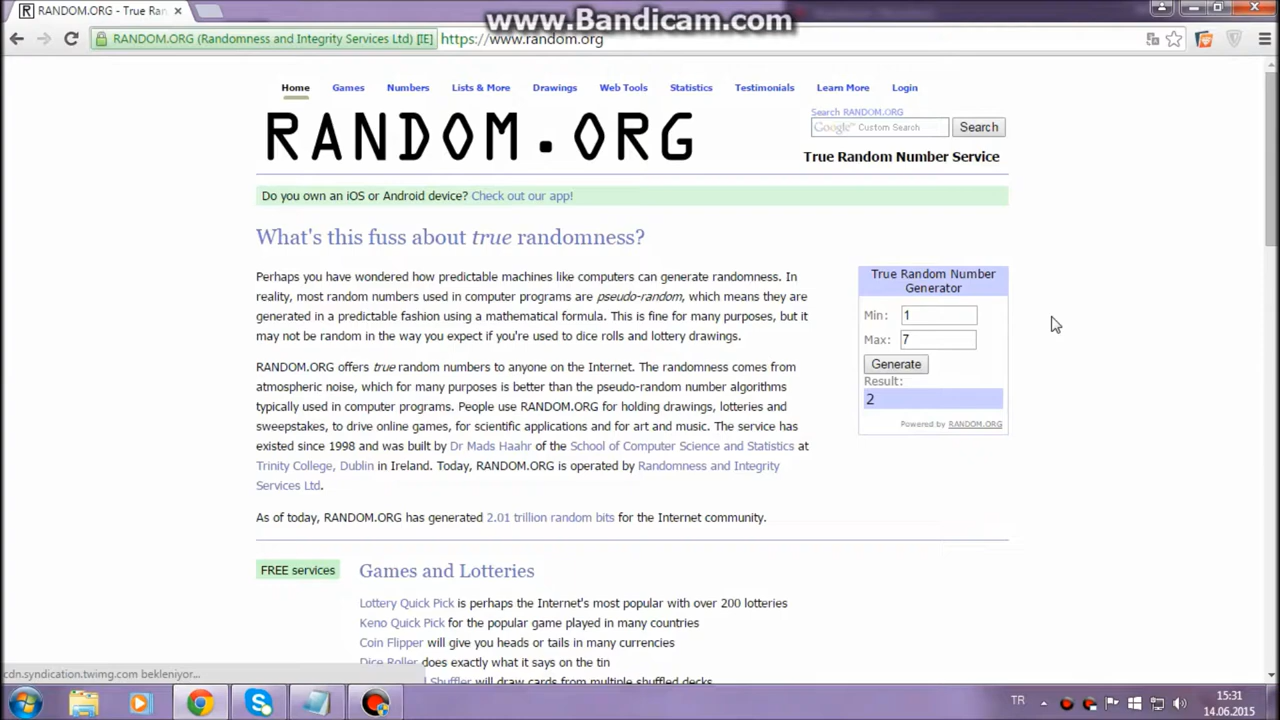 www.Bandicam.com
RANDOM.ORG - True Ran
RANDOM.ORG (Randomness and Integrity Services Ltd) [IE] https://www.random.org
Home Games Numbers Lists & More Drawings Web Tools Statistics Testimonials Learn More Login
RANDOM.ORG
Search RANDOM.ORG
Google™ Custom Search Search
True Random Number Service
Do you own an iOS or Android device? Check out our app!
What's this fuss about true randomness?
Perhaps you have wondered how predictable machines like computers can generate randomness. In
reality, most random numbers used in computer programs are pseudo-random, which means they are
generated in a predictable fashion using a mathematical formula. This is fine for many purposes, but it
may not be random in the way you expect if you're used to dice rolls and lottery drawings.
RANDOM.ORG offers true random numbers to anyone on the Internet. The randomness comes from
atmospheric noise, which for many purposes is better than the pseudo-random number algorithms
typically used in computer programs. People use RANDOM.ORG for holding drawings, lotteries and
sweepstakes, to drive online games, for scientific applications and for art and music. The service has
existed since 1998 and was built by Dr Mads Haahr of the School of Computer Science and Statistics at
Trinity College, Dublin in Ireland. Today, RANDOM.ORG is operated by Randomness and Integrity
Services Ltd.
As of today, RANDOM.ORG has generated 2.01 trillion random bits for the Internet community.
True Random Number
Generator
Min: 1
Max: 7
Generate
Result:
2
Powered by RANDOM.ORG
FREE services
Games and Lotteries
Lottery Quick Pick is perhaps the Internet's most popular with over 200 lotteries
Keno Quick Pick for the popular game played in many countries
Coin Flipper will give you heads or tails in many currencies
Dice Roller does exactly what it says on the tin
Shuffler will draw cards from multiple shuffled decks
cdn.syndication.twimg.com bekleniyor...
TR
15:31
14.06.2015